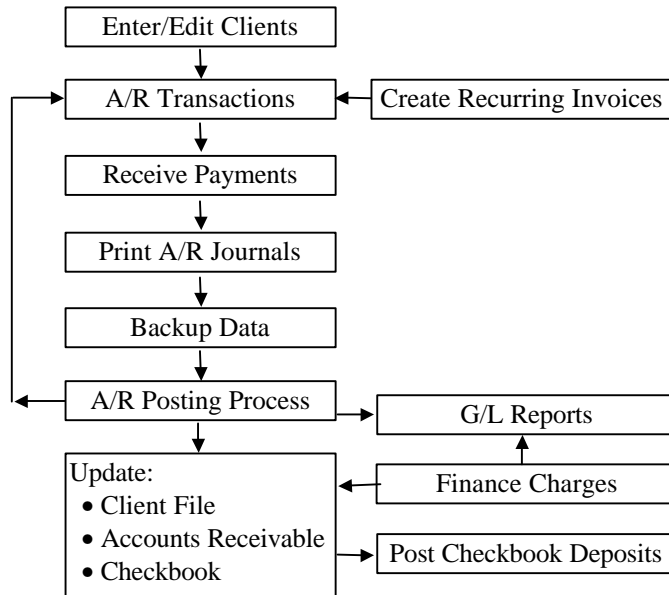 Enter/Edit Clients
A/R Transactions
Create Recurring Invoices
Receive Payments
Print A/R Journals
Backup Data
A/R Posting Process
G/L Reports
Update:
• Client File
• Accounts Receivable
• Checkbook
Finance Charges
Post Checkbook Deposits